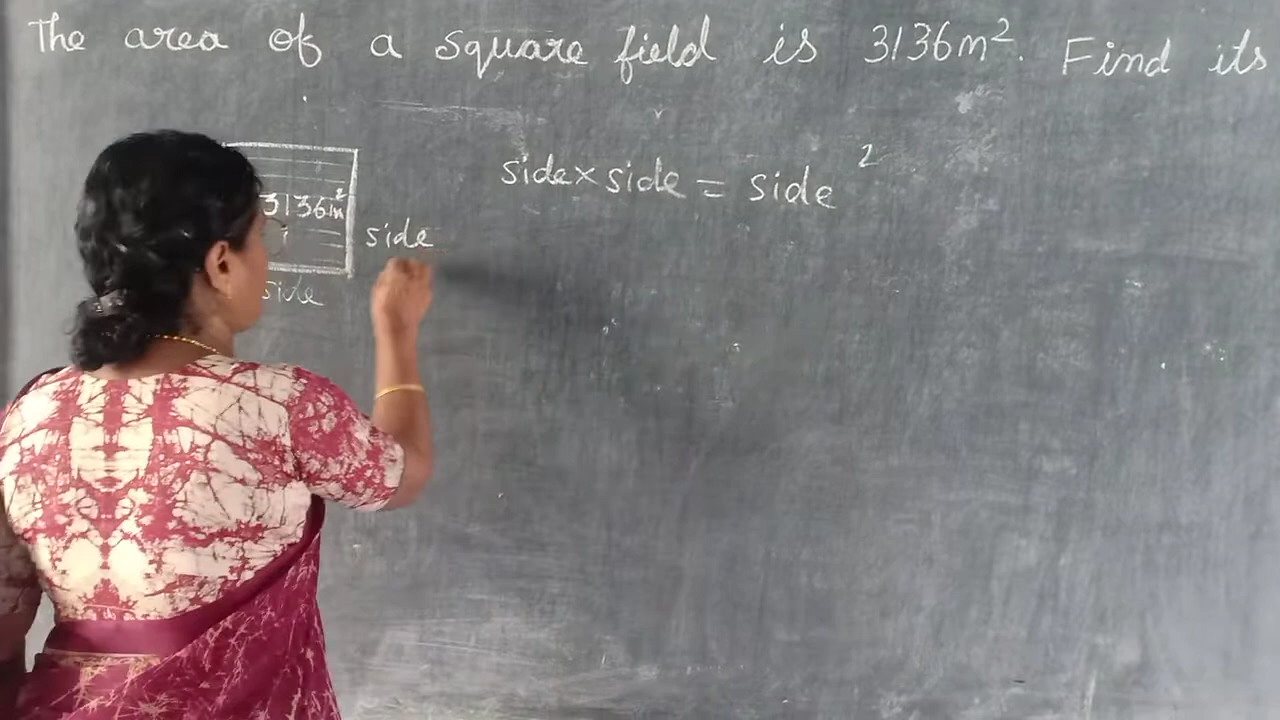 The area of a square field is 3136m². Find its
side × side = side²
3136m²
side
side